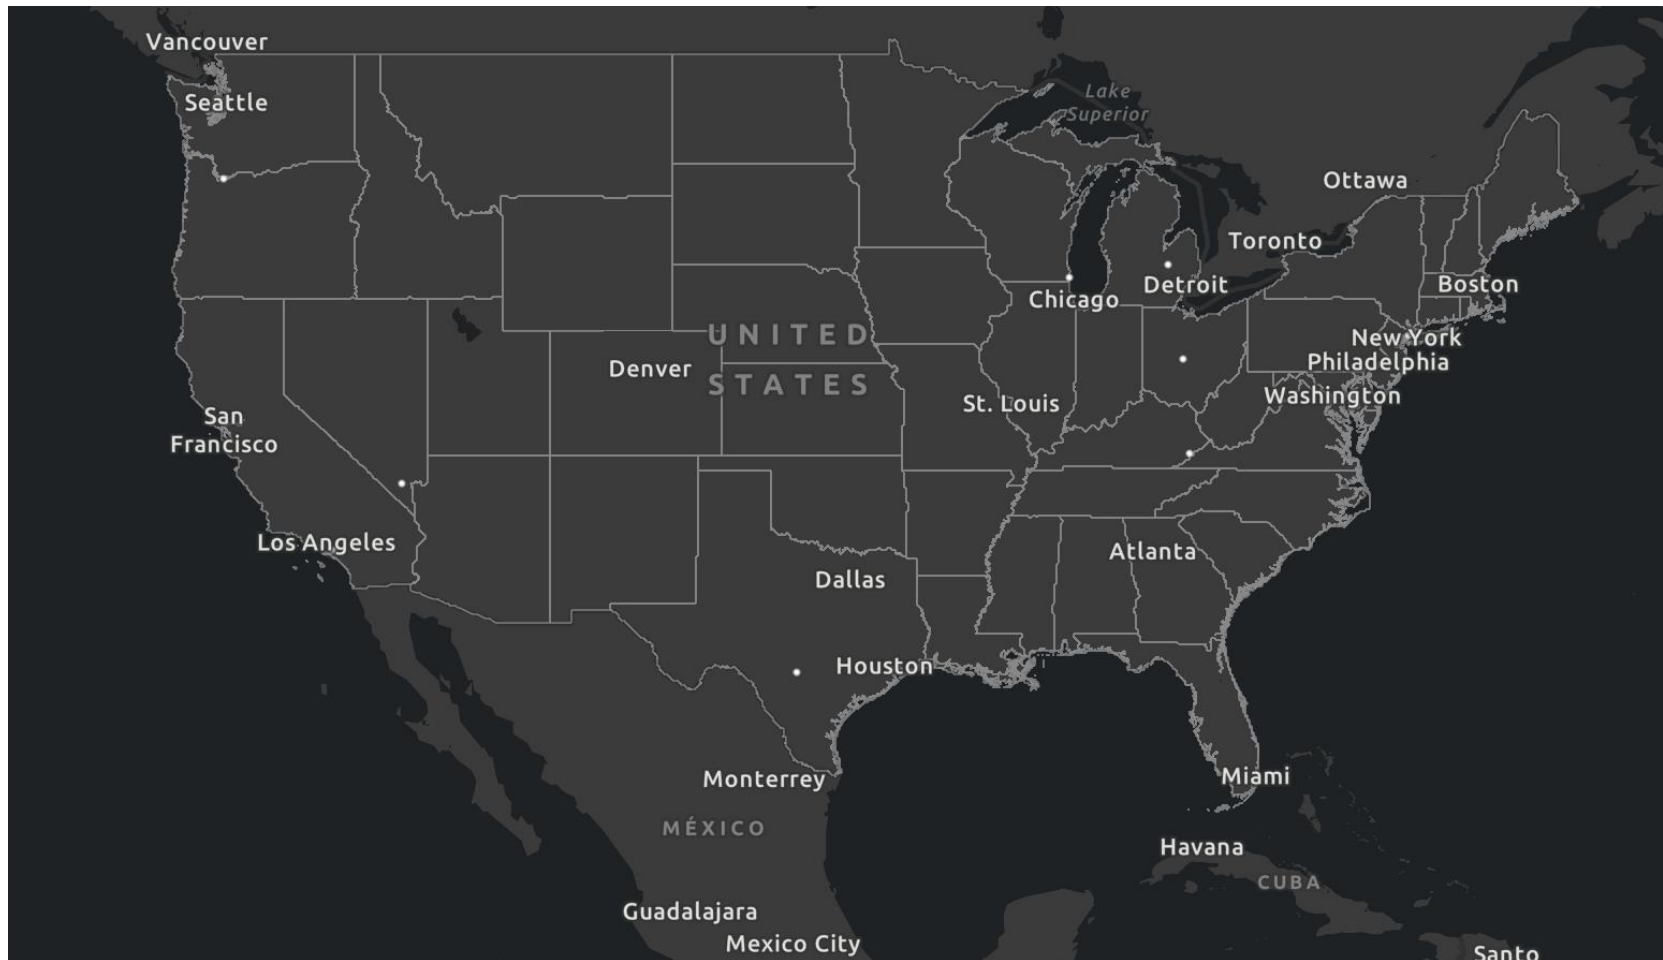 Vancouver
Seattle
Lake
Superior
Ottawa
Toronto
Detroit
Boston
Chicago
New York
UNITED
Philadelphia
Denver
STATES
Washington
St. Louis
San
Francisco
Los Angeles
Atlanta
Dallas
Houston
Monterrey
Miami
MÉXICO
Havana
CUBA
Guadalajara
Mexico City
Santo